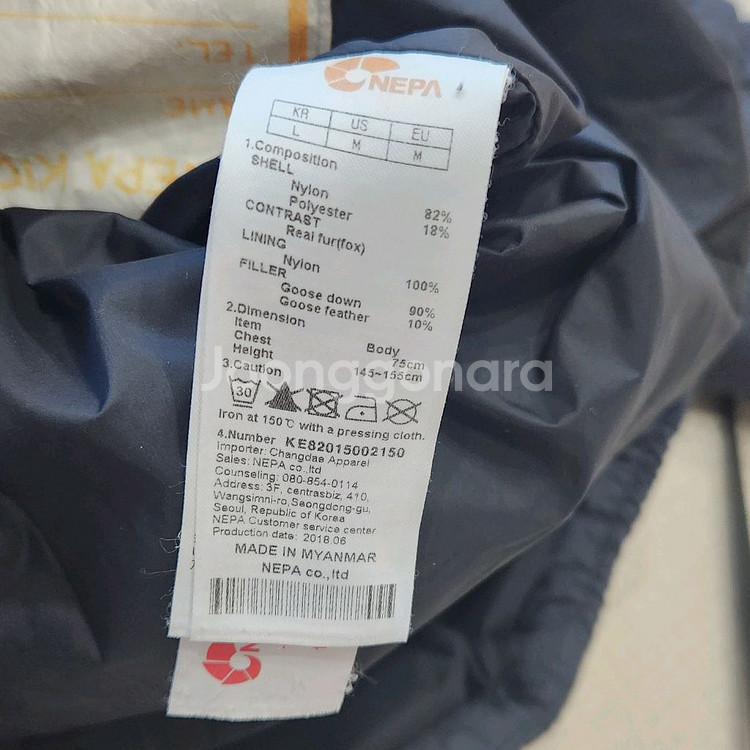 TEL:
NAME:
NEPA KIC
NEPA
KR US EU
L M M
1.Composition
SHELL
Nylon 82%
Polyester 18%
CONTRAST
Real fur(fox)
LINING
Nylon 100%
FILLER
Goose down 90%
Goose feather 10%
2.Dimension
Item Body
Chest 75cm
Height 145~155cm
3.Caution
Joonggonara
30
Iron at 150℃ with a pressing cloth.
4.Number KE82015002150
Importer: Changdae Apparel
Sales: NEPA co.,ltd
Counseling: 080-854-0114
Address: 3F, centrasbiz, 410,
Wangsimni-ro,Seongdong-gu,
Seoul, Republic of Korea
NEPA Customer service center
Production date: 2018.06
MADE IN MYANMAR
NEPA co.,ltd